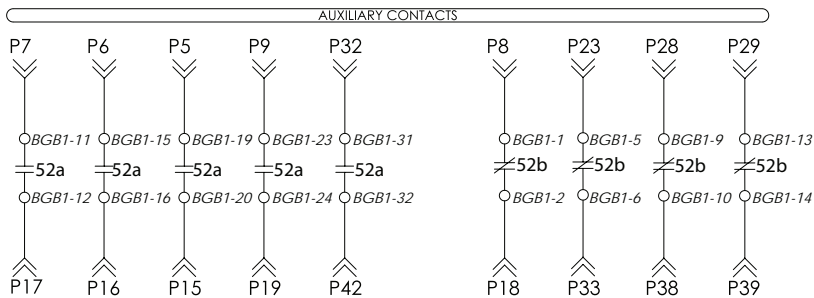 AUXILIARY CONTACTS
P7 P6 P5 P9 P32 P8 P23 P28 P29
BGB1-11 BGB1-15 BGB1-19 BGB1-23 BGB1-31 BGB1-1 BGB1-5 BGB1-9 BGB1-13
52a 52a 52a 52a 52a 52b 52b 52b 52b
BGB1-12 BGB1-16 BGB1-20 BGB1-24 BGB1-32 BGB1-2 BGB1-6 BGB1-10 BGB1-14
P17 P16 P15 P19 P42 P18 P33 P38 P39